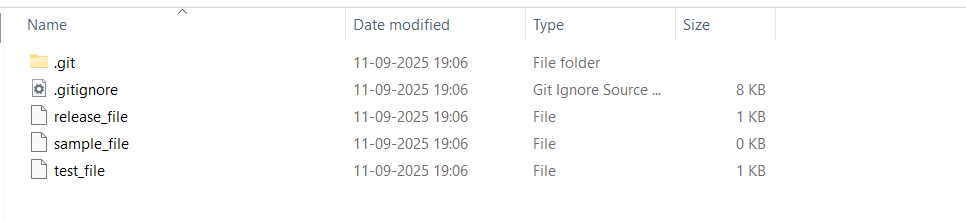 Name Date modified Type Size
.git 11-09-2025 19:06 File folder
.gitignore 11-09-2025 19:06 Git Ignore Source ... 8 KB
release_file 11-09-2025 19:06 File 1 KB
sample_file 11-09-2025 19:06 File 0 KB
test_file 11-09-2025 19:06 File 1 KB